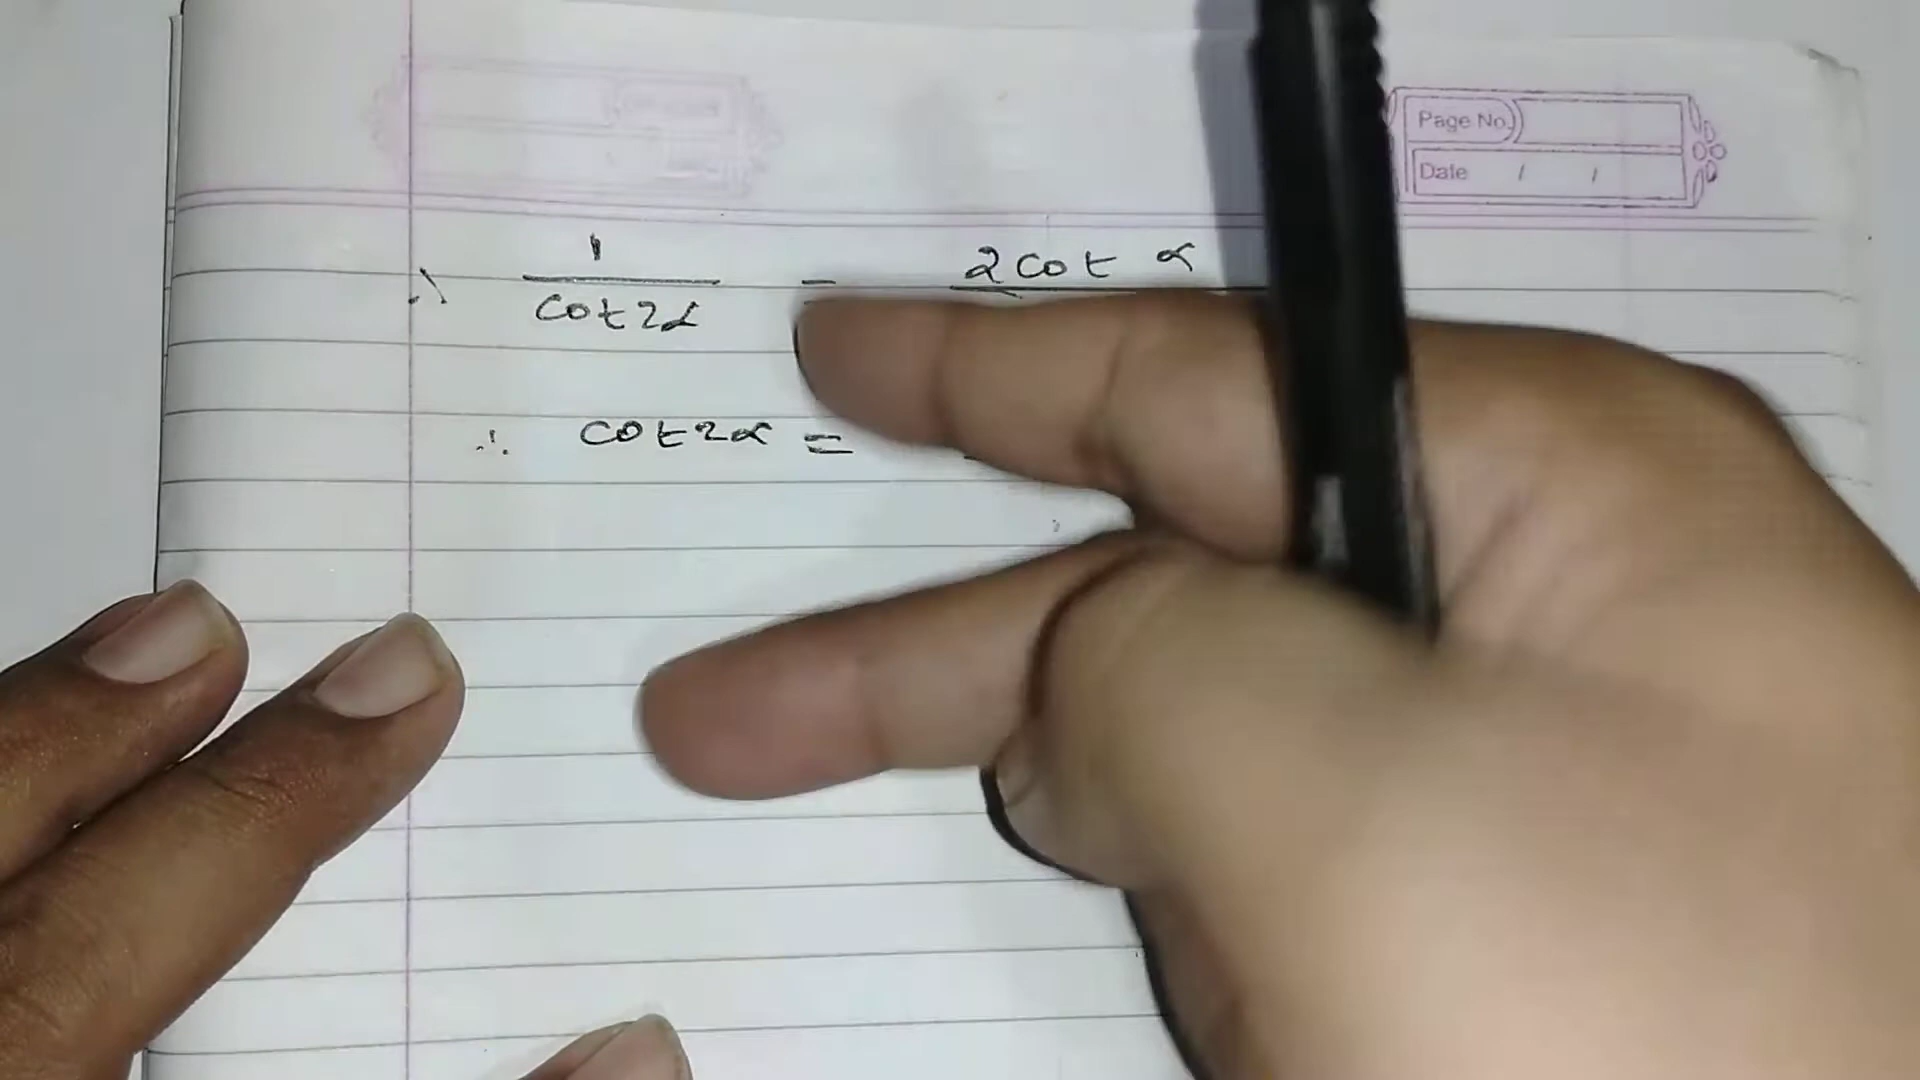 Page No.
Date / /
∴ 1/cot2α = 2cot α
∴ cot2α =